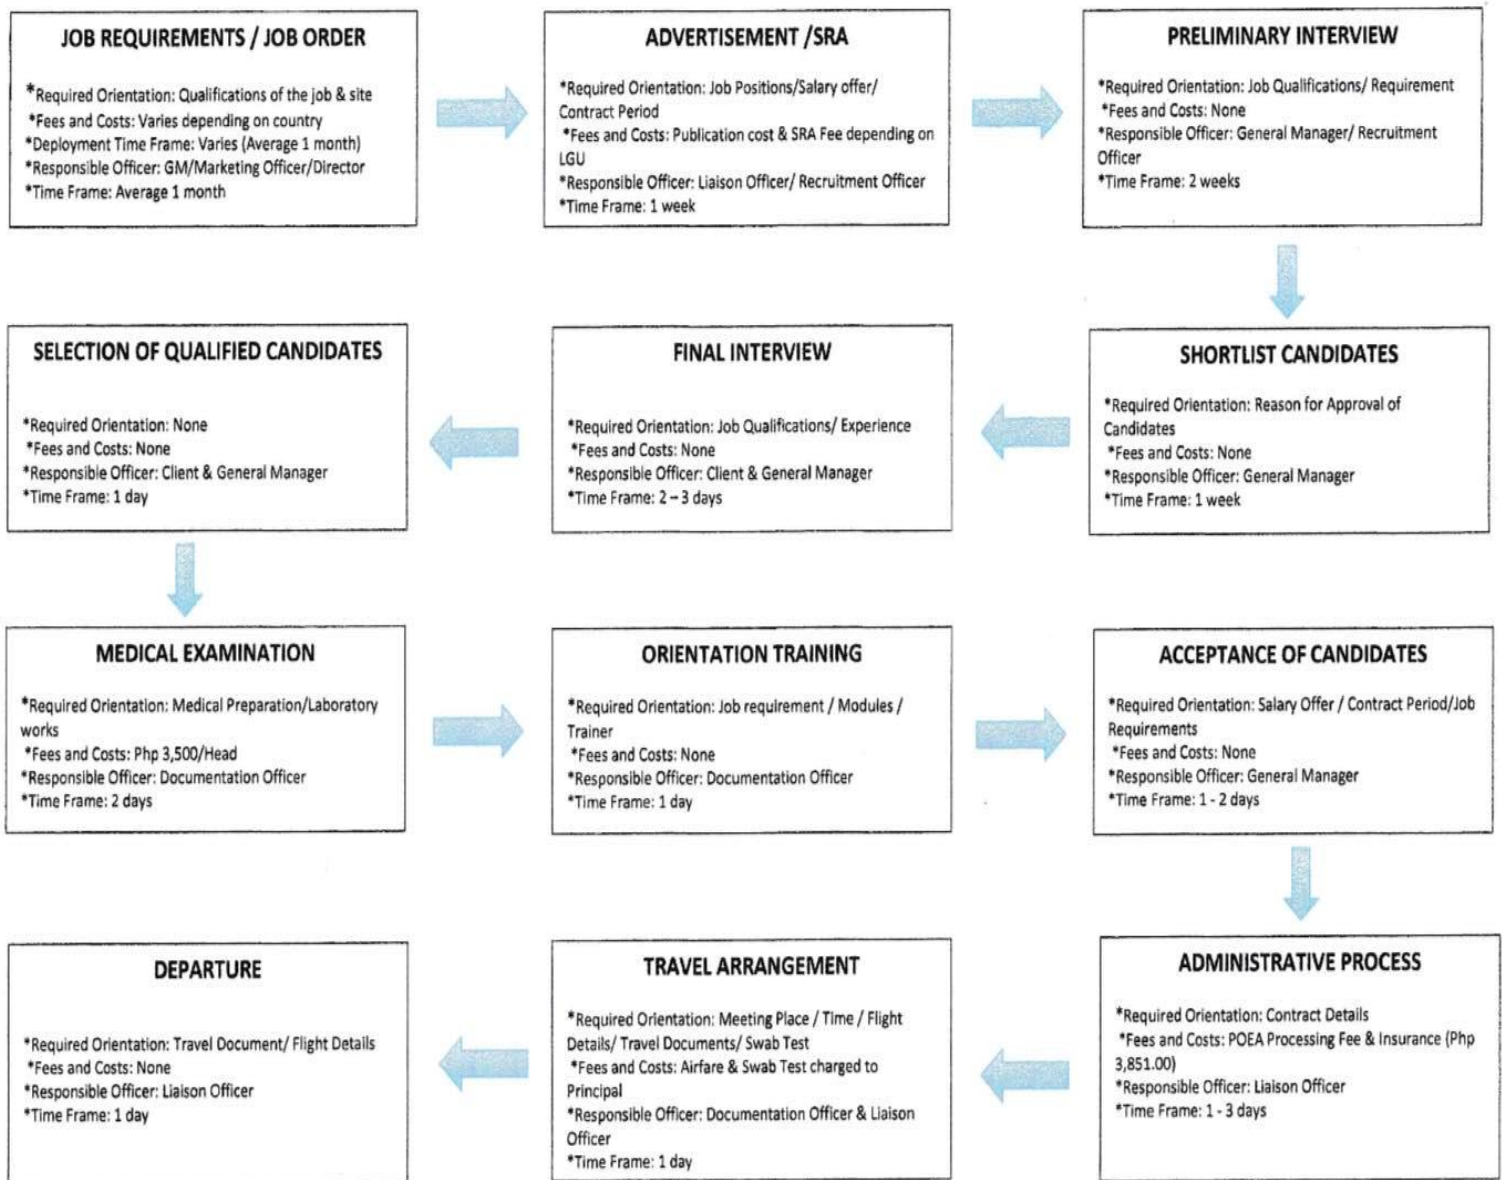 JOB REQUIREMENTS / JOB ORDER
*Required Orientation: Qualifications of the job & site
*Fees and Costs: Varies depending on country
*Deployment Time Frame: Varies (Average 1 month)
*Responsible Officer: GM/Marketing Officer/Director
*Time Frame: Average 1 month
ADVERTISEMENT /SRA
*Required Orientation: Job Positions/Salary offer/
Contract Period
*Fees and Costs: Publication cost & SRA Fee depending on
LGU
*Responsible Officer: Liaison Officer/ Recruitment Officer
*Time Frame: 1 week
PRELIMINARY INTERVIEW
*Required Orientation: Job Qualifications/ Requirement
*Fees and Costs: None
*Responsible Officer: General Manager/ Recruitment
Officer
*Time Frame: 2 weeks
SHORTLIST CANDIDATES
*Required Orientation: Reason for Approval of
Candidates
*Fees and Costs: None
*Responsible Officer: General Manager
*Time Frame: 1 week
FINAL INTERVIEW
*Required Orientation: Job Qualifications/ Experience
*Fees and Costs: None
*Responsible Officer: Client & General Manager
*Time Frame: 2 – 3 days
SELECTION OF QUALIFIED CANDIDATES
*Required Orientation: None
*Fees and Costs: None
*Responsible Officer: Client & General Manager
*Time Frame: 1 day
MEDICAL EXAMINATION
*Required Orientation: Medical Preparation/Laboratory
works
*Fees and Costs: Php 3,500/Head
*Responsible Officer: Documentation Officer
*Time Frame: 2 days
ORIENTATION TRAINING
*Required Orientation: Job requirement / Modules /
Trainer
*Fees and Costs: None
*Responsible Officer: Documentation Officer
*Time Frame: 1 day
ACCEPTANCE OF CANDIDATES
*Required Orientation: Salary Offer / Contract Period/Job
Requirements
*Fees and Costs: None
*Responsible Officer: General Manager
*Time Frame: 1 - 2 days
ADMINISTRATIVE PROCESS
*Required Orientation: Contract Details
*Fees and Costs: POEA Processing Fee & Insurance (Php
3,851.00)
*Responsible Officer: Liaison Officer
*Time Frame: 1 - 3 days
TRAVEL ARRANGEMENT
*Required Orientation: Meeting Place / Time / Flight
Details/ Travel Documents/ Swab Test
*Fees and Costs: Airfare & Swab Test charged to
Principal
*Responsible Officer: Documentation Officer & Liaison
Officer
*Time Frame: 1 day
DEPARTURE
*Required Orientation: Travel Document/ Flight Details
*Fees and Costs: None
*Responsible Officer: Liaison Officer
*Time Frame: 1 day